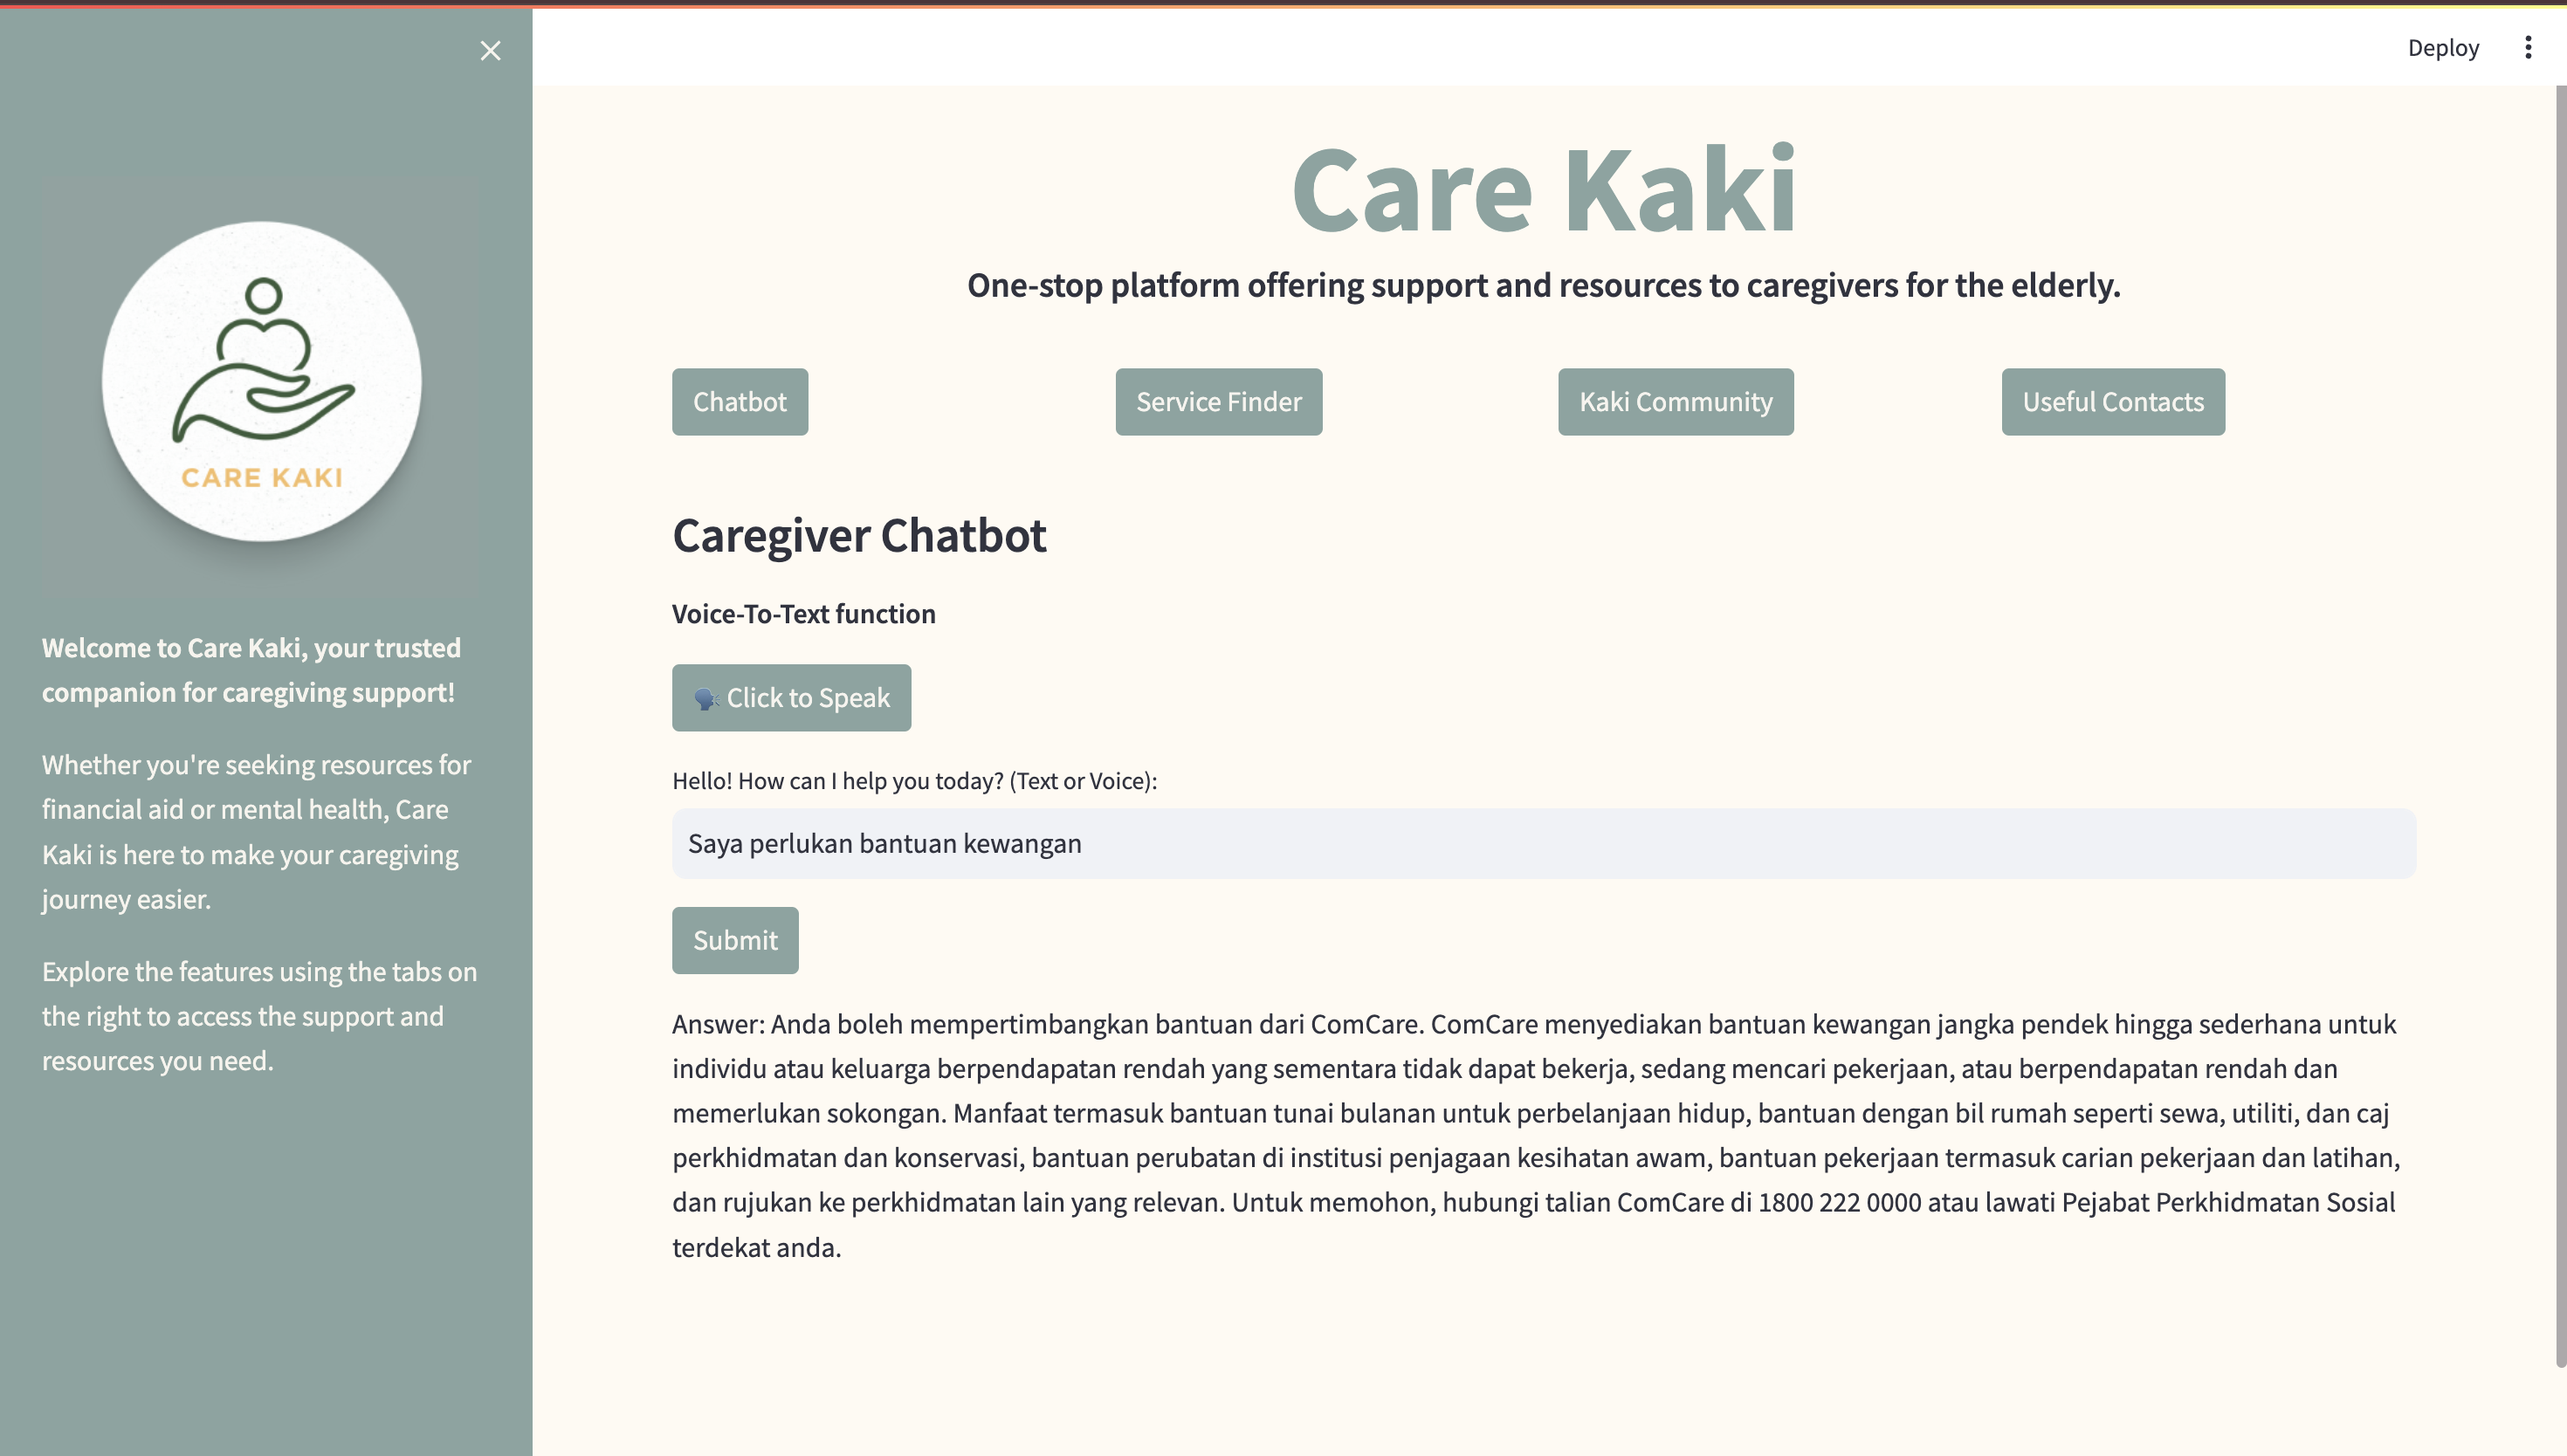 Deploy
CARE KAKI
Welcome to Care Kaki, your trusted
companion for caregiving support!
Whether you're seeking resources for
financial aid or mental health, Care
Kaki is here to make your caregiving
journey easier.
Explore the features using the tabs on
the right to access the support and
resources you need.
Care Kaki
One-stop platform offering support and resources to caregivers for the elderly.
Chatbot
Service Finder
Kaki Community
Useful Contacts
Caregiver Chatbot
Voice-To-Text function
🗣️ Click to Speak
Hello! How can I help you today? (Text or Voice):
Saya perlukan bantuan kewangan
Submit
Answer: Anda boleh mempertimbangkan bantuan dari ComCare. ComCare menyediakan bantuan kewangan jangka pendek hingga sederhana untuk
individu atau keluarga berpendapatan rendah yang sementara tidak dapat bekerja, sedang mencari pekerjaan, atau berpendapatan rendah dan
memerlukan sokongan. Manfaat termasuk bantuan tunai bulanan untuk perbelanjaan hidup, bantuan dengan bil rumah seperti sewa, utiliti, dan caj
perkhidmatan dan konservasi, bantuan perubatan di institusi penjagaan kesihatan awam, bantuan pekerjaan termasuk carian pekerjaan dan latihan,
dan rujukan ke perkhidmatan lain yang relevan. Untuk memohon, hubungi talian ComCare di 1800 222 0000 atau lawati Pejabat Perkhidmatan Sosial
terdekat anda.